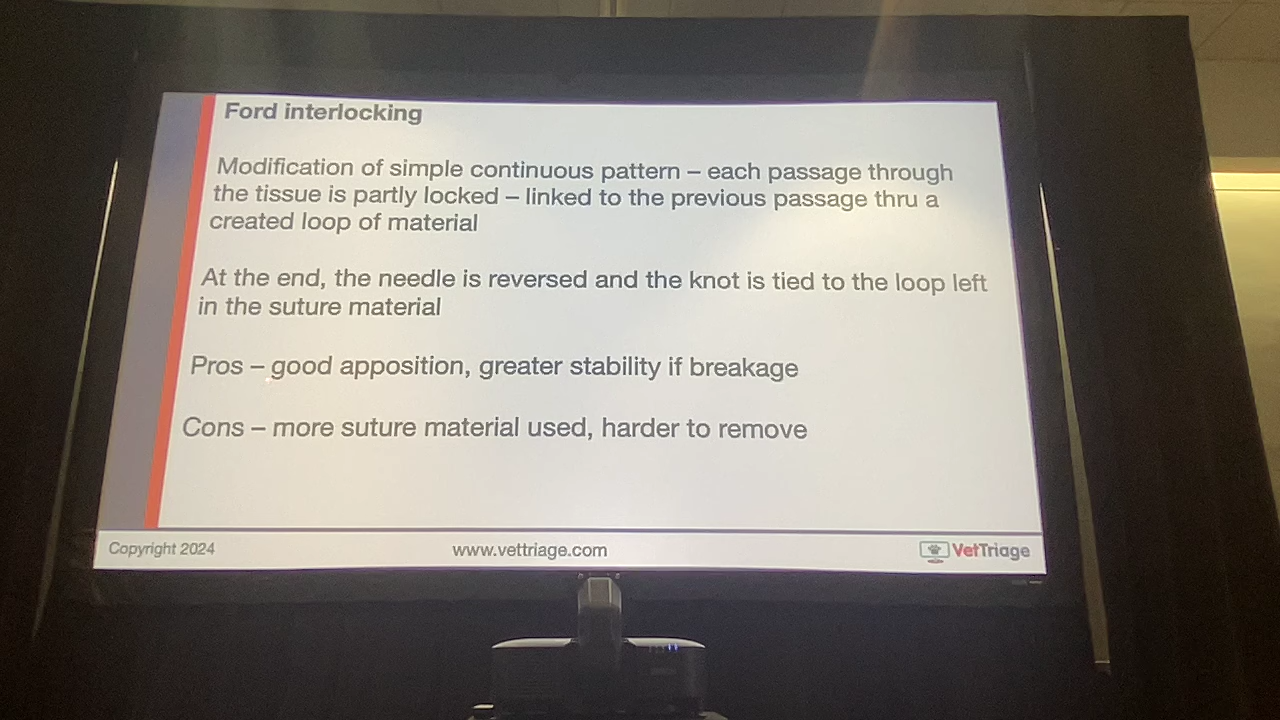 Ford interlocking
Modification of simple continuous pattern – each passage through
the tissue is partly locked – linked to the previous passage thru a
created loop of material
At the end, the needle is reversed and the knot is tied to the loop left
in the suture material
Pros – good apposition, greater stability if breakage
Cons – more suture material used, harder to remove
Copyright 2024
www.vettriage.com
VetTriage